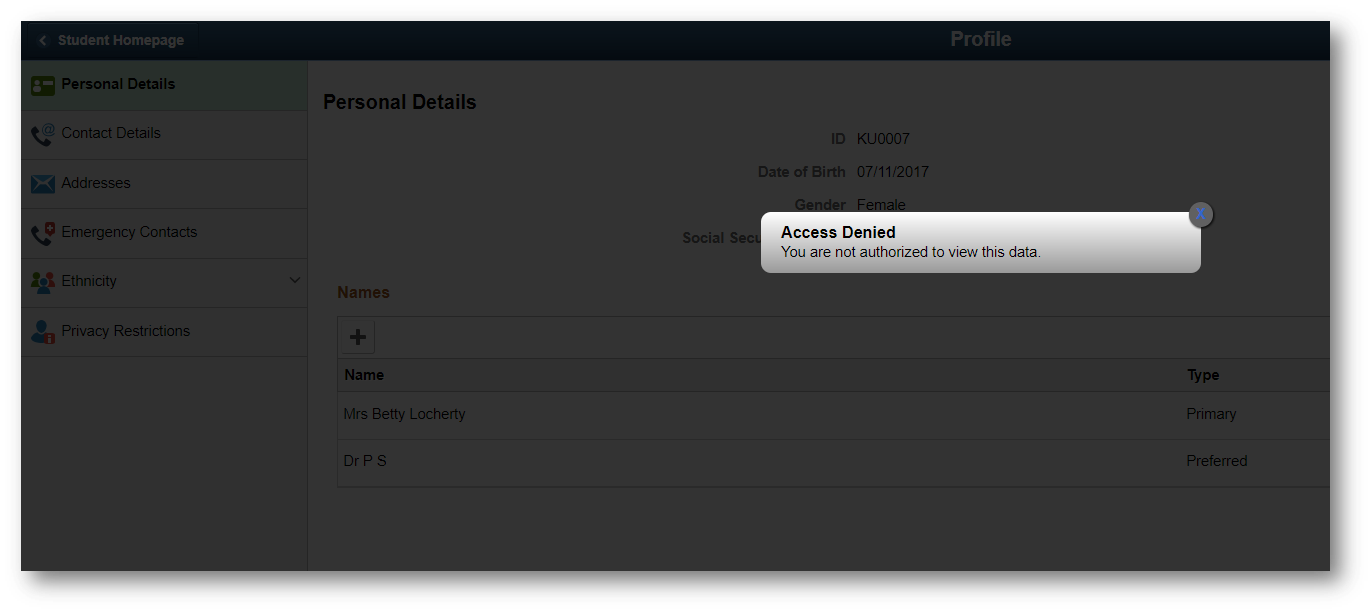 Student Homepage
Profile
Personal Details
Contact Details
Addresses
Emergency Contacts
Ethnicity
Privacy Restrictions
Personal Details
ID KU0007
Date of Birth 07/11/2017
Gender Female
Social Secu
X
Access Denied
You are not authorized to view this data.
Names
Name Type
Mrs Betty Locherty Primary
Dr P S Preferred